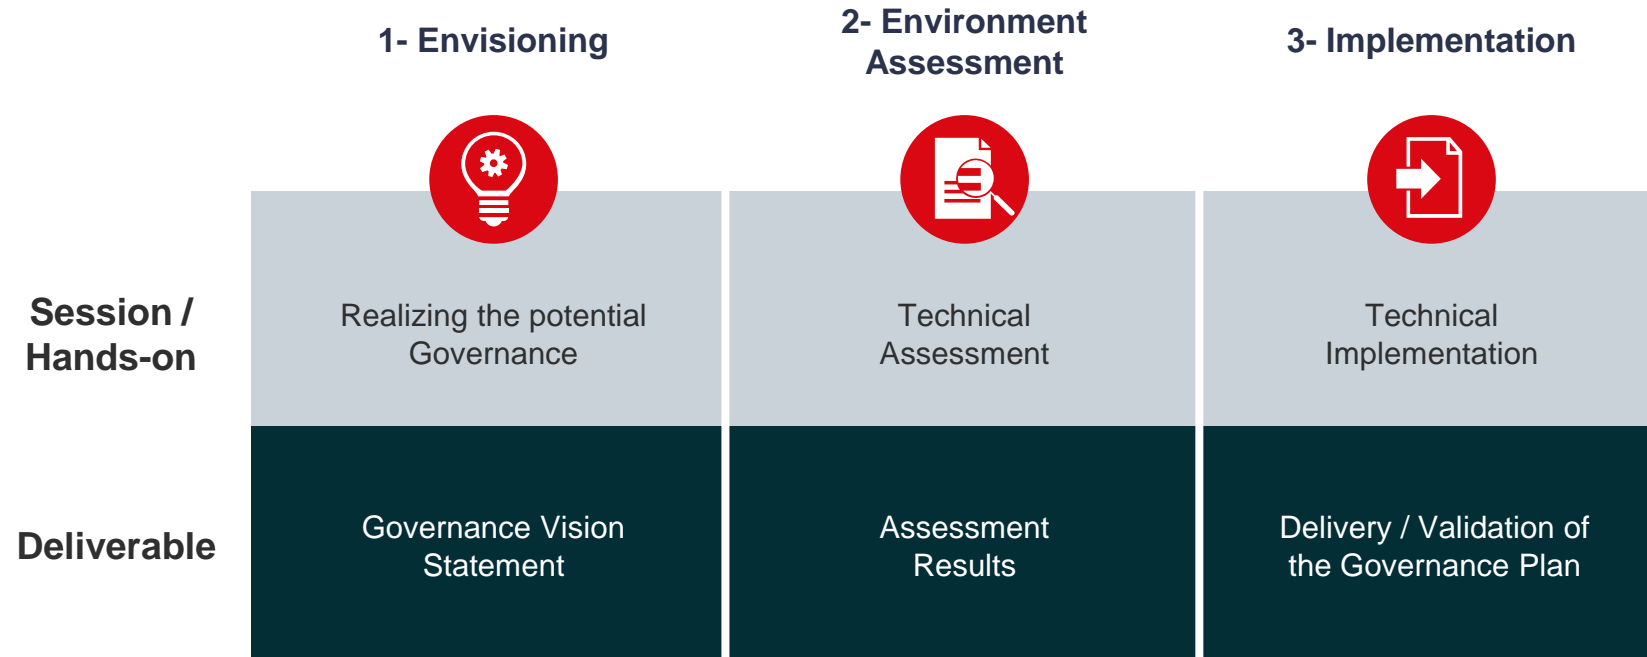 1- Envisioning
2- Environment
Assessment
3- Implementation
Session /
Hands-on
Realizing the potential
Governance
Technical
Assessment
Technical
Implementation
Deliverable
Governance Vision
Statement
Assessment
Results
Delivery / Validation of
the Governance Plan